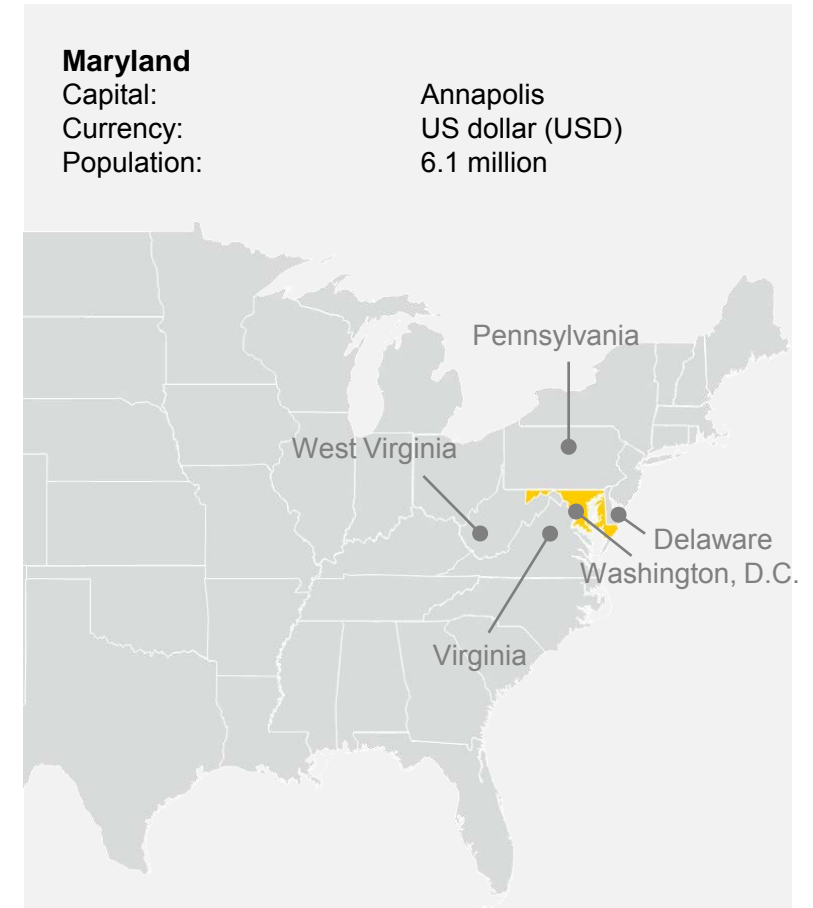 Maryland
Capital: Annapolis
Currency: US dollar (USD)
Population: 6.1 million
Pennsylvania
West Virginia
Delaware
Washington, D.C.
Virginia